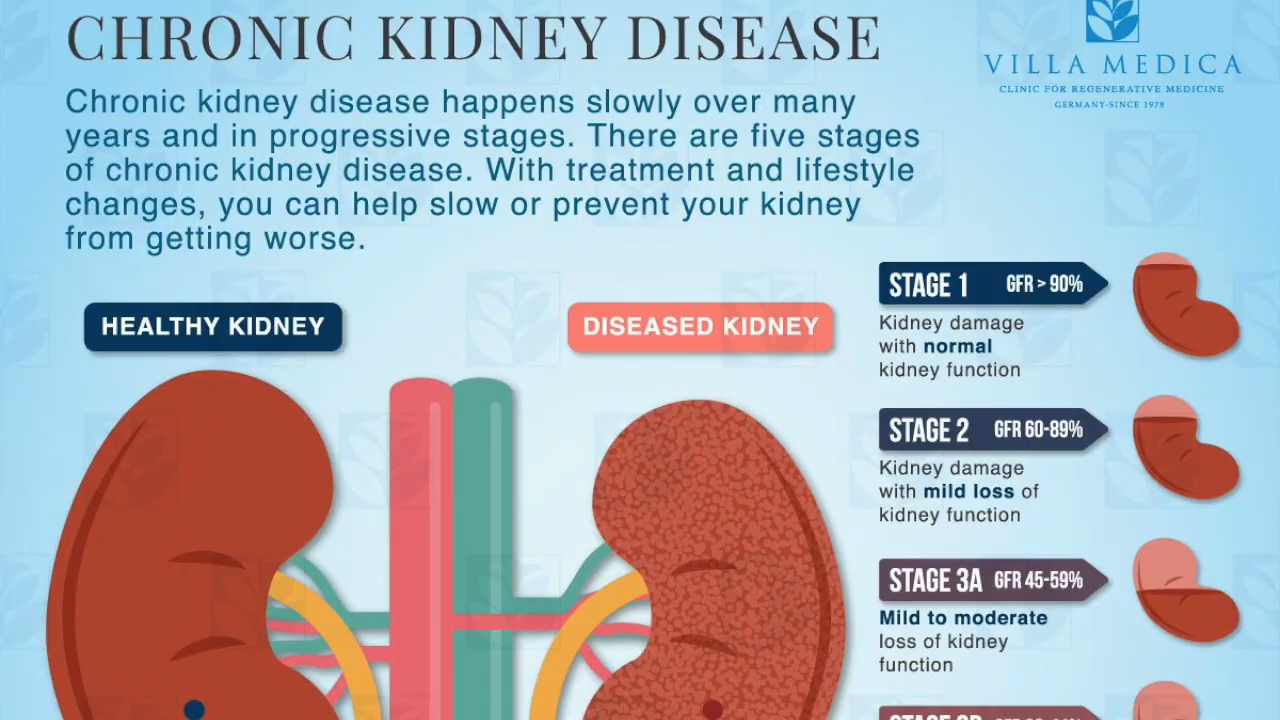 CHRONIC KIDNEY DISEASE
VILLA MEDICA
CLINIC FOR REGENERATIVE MEDICINE
GERMANY-SINCE 1978
Chronic kidney disease happens slowly over many
years and in progressive stages. There are five stages
of chronic kidney disease. With treatment and lifestyle
changes, you can help slow or prevent your kidney
from getting worse.
HEALTHY KIDNEY
DISEASED KIDNEY
STAGE 1 GFR > 90%
Kidney damage
with normal
kidney function
STAGE 2 GFR 60-89%
Kidney damage
with mild loss of
kidney function
STAGE 3A GFR 45-59%
Mild to moderate
loss of kidney
function